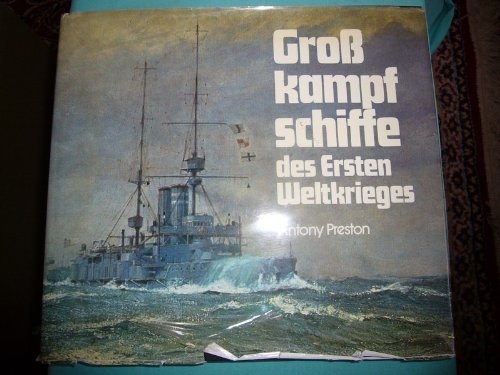 Groß
kampf
schiffe
des Ersten
Weltkrieges
Antony Preston